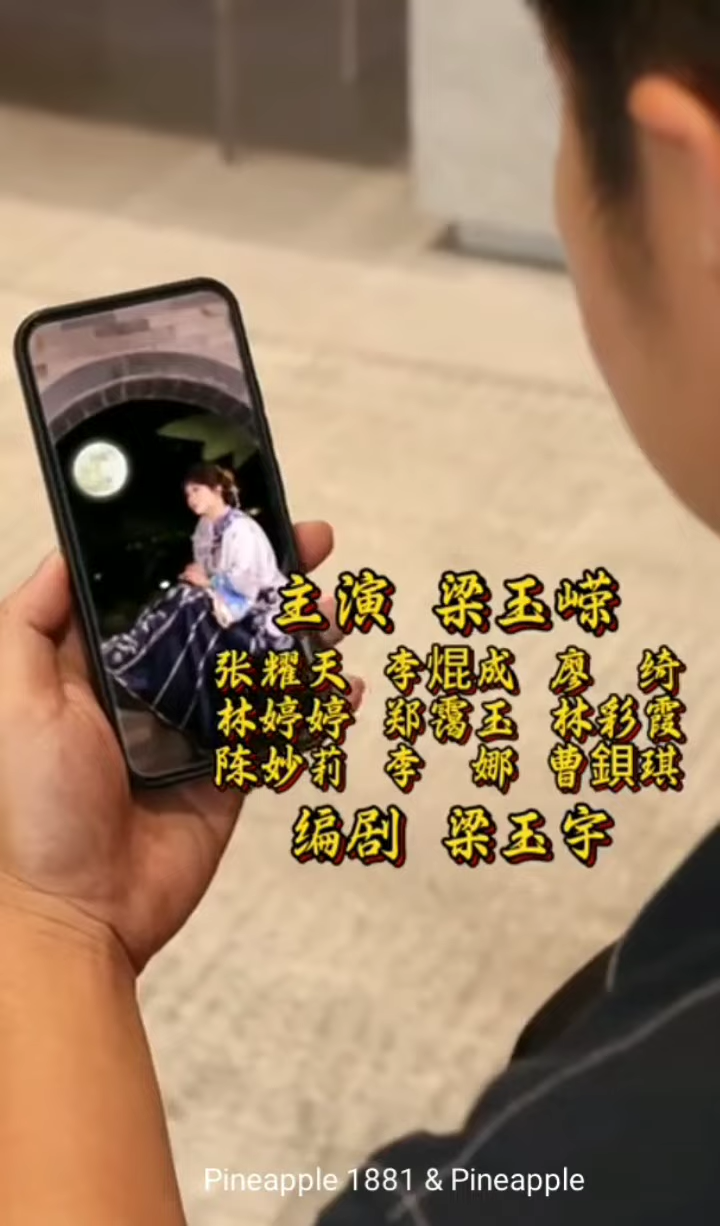 主演 梁玉嵘
张耀天 李焜成 廖 绮
林婷婷 郑霭玉 林彩霞
陈妙莉 李 娜 曹鋇琪
编剧 梁玉宇
Pineapple 1881 & Pineapple